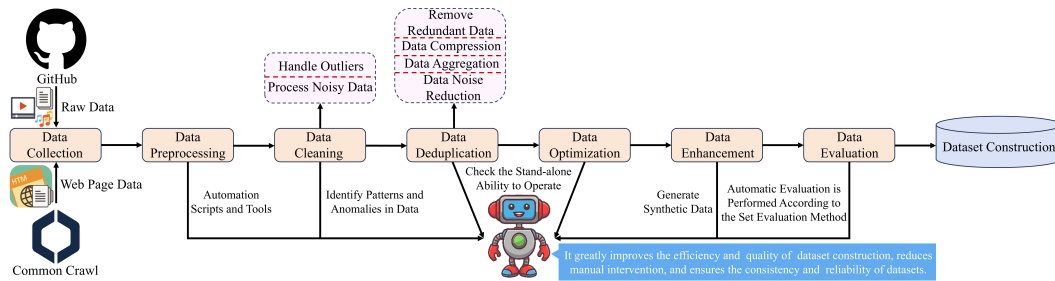 GitHub
Raw Data
Data
Collection
HTM
Web Page Data
Common Crawl
Data
Preprocessing
Automation
Scripts and Tools
Handle Outliers
Process Noisy Data
Data
Cleaning
Identify Patterns and
Anomalies in Data
Remove
Redundant Data
Data Compression
Data Aggregation
Data Noise
Reduction
Data
Deduplication
Check the Stand-alone
Ability to Operate
Data
Optimization
Data
Enhancement
Generate
Synthetic Data
Data
Evaluation
Automatic Evaluation is
Performed According to
the Set Evaluation Method
Dataset Construction
It greatly improves the efficiency and quality of dataset construction, reduces
manual intervention, and ensures the consistency and reliability of datasets.